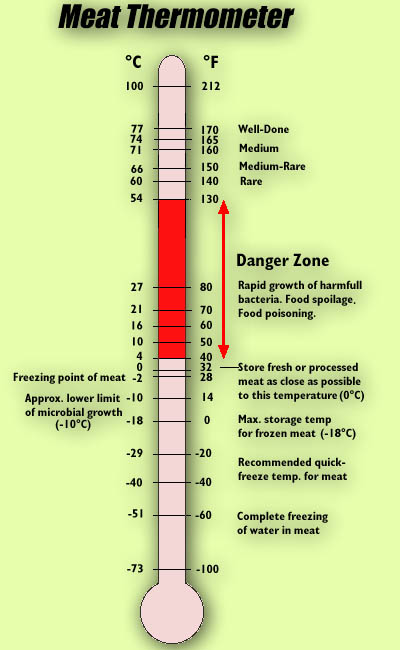 Meat Thermometer
°C °F
100 212
77 170 Well-Done
74 165
71 160 Medium
66 150 Medium-Rare
60 140 Rare
54 130
Danger Zone
27 80 Rapid growth of harmfull
bacteria. Food spoilage.
21 70 Food poisoning.
16 60
10 50
4 40
0 32 Store fresh or processed
Freezing point of meat -2 28 meat as close as possible
to this temperature (0°C)
Approx. lower limit -10 14
of microbial growth
(-10°C)
-18 0 Max. storage temp
for frozen meat (-18°C)
-29 -20 Recommended quick-
freeze temp. for meat
-40 -40
-51 -60 Complete freezing
of water in meat
-73 -100